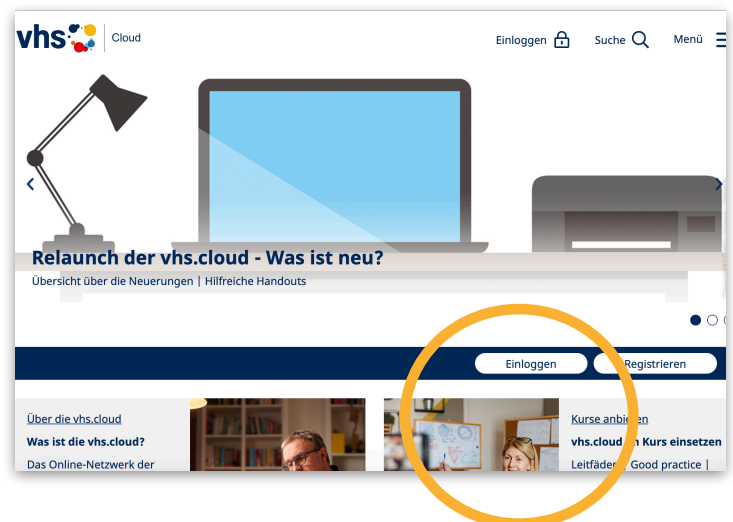 vhs Cloud
Einloggen Suche Menü
Relaunch der vhs.cloud - Was ist neu?
Übersicht über die Neuerungen | Hilfreiche Handouts
Einloggen Registrieren
Über die vhs.cloud
Was ist die vhs.cloud?
Das Online-Netzwerk der
Kurse anbieten
vhs.cloud im Kurs einsetzen
Leitfäden | Good practice |